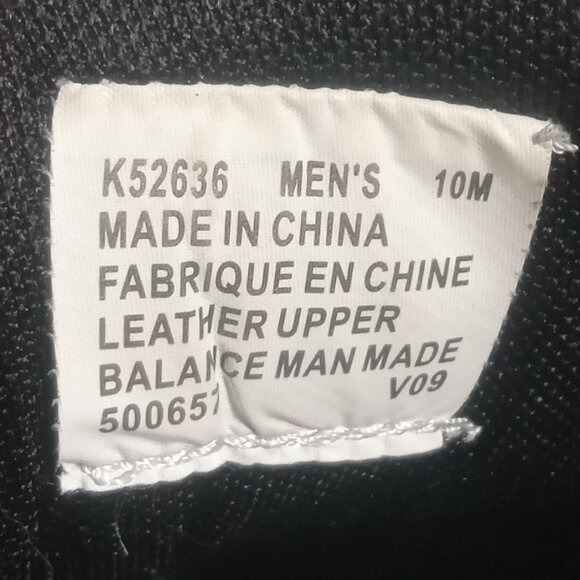 K52636 MEN'S 10M
MADE IN CHINA
FABRIQUE EN CHINE
LEATHER UPPER
BALANCE MAN MADE
500657 V09